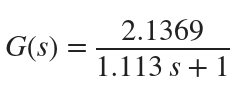 G(s) = 2.1369 / 1.113 s + 1